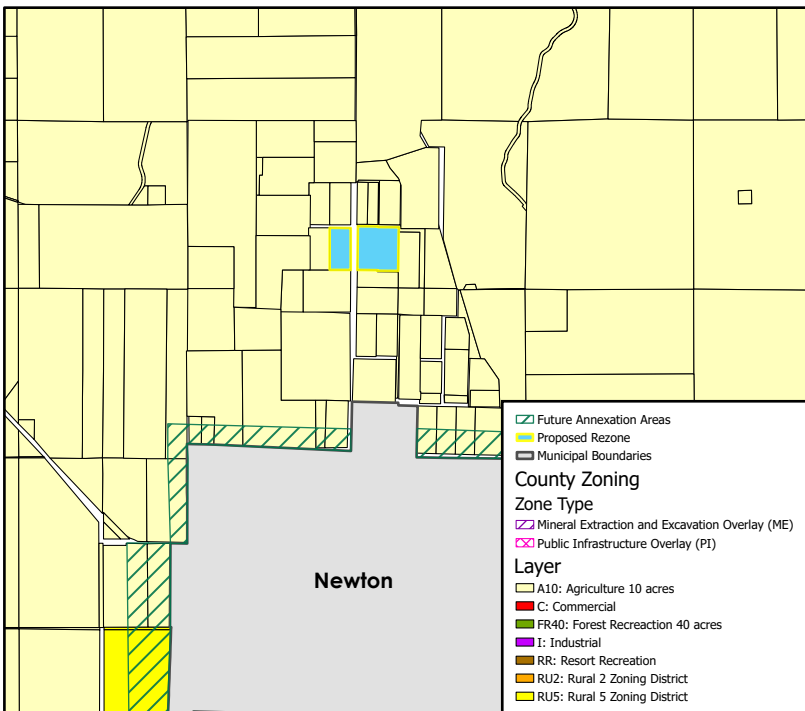 Newton
Future Annexation Areas
Proposed Rezone
Municipal Boundaries
County Zoning
Zone Type
Mineral Extraction and Excavation Overlay (ME)
Public Infrastructure Overlay (PI)
Layer
A10: Agriculture 10 acres
C: Commercial
FR40: Forest Recreaction 40 acres
I: Industrial
RR: Resort Recreation
RU2: Rural 2 Zoning District
RU5: Rural 5 Zoning District